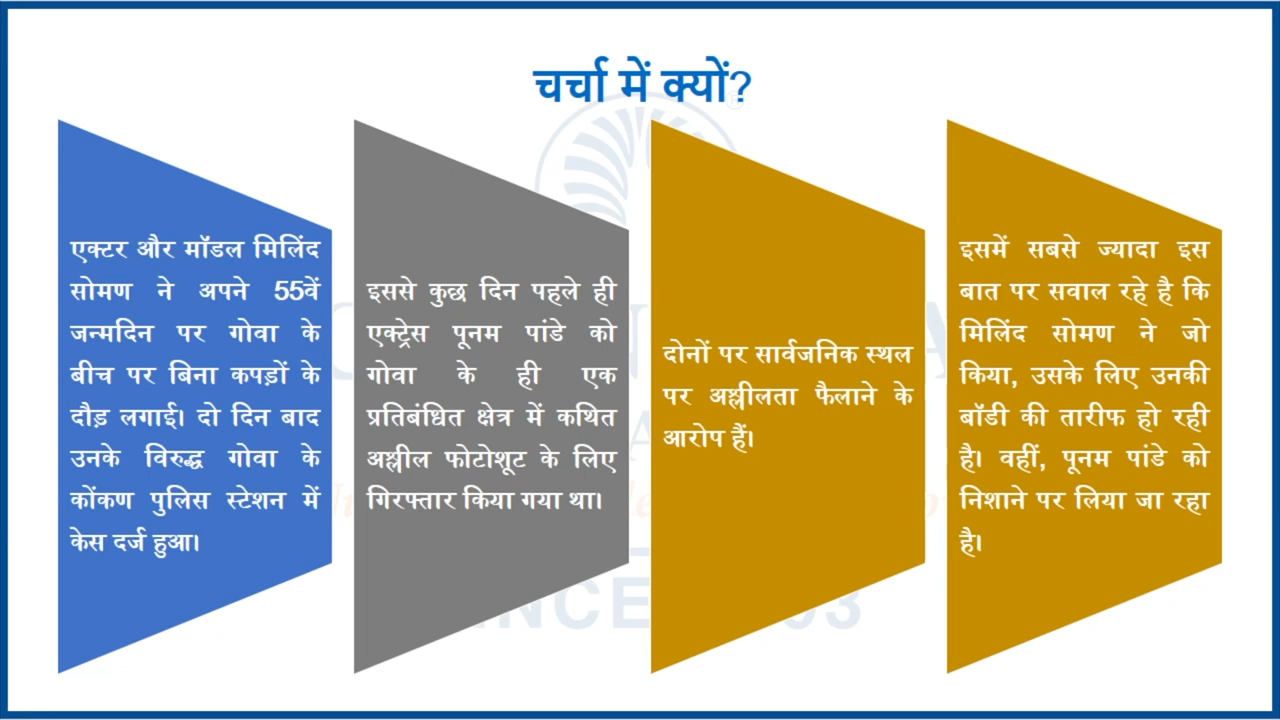 चर्चा में क्यों?
एक्टर और मॉडल मिलिंद
सोमण ने अपने 55वें
जन्मदिन पर गोवा के
बीच पर बिना कपड़ों के
दौड़ लगाई। दो दिन बाद
उनके विरुद्ध गोवा के
कोंकण पुलिस स्टेशन में
केस दर्ज हुआ।
इससे कुछ दिन पहले ही
एक्ट्रेस पूनम पांडे को
गोवा के ही एक
प्रतिबंधित क्षेत्र में कथित
अश्लील फोटोशूट के लिए
गिरफ्तार किया गया था।
दोनों पर सार्वजनिक स्थल
पर अश्लीलता फैलाने के
आरोप हैं।
इसमें सबसे ज्यादा इस
बात पर सवाल रहे है कि
मिलिंद सोमण ने जो
किया, उसके लिए उनकी
बॉडी की तारीफ हो रही
है। वहीं, पूनम पांडे को
निशाने पर लिया जा रहा
है।